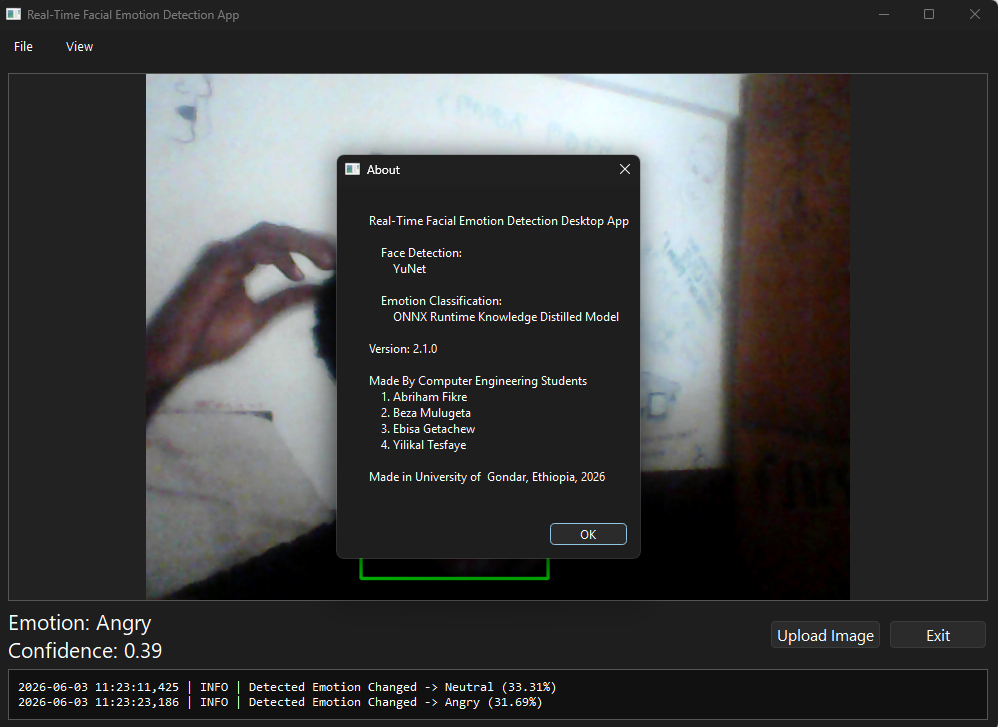 Real-Time Facial Emotion Detection App
File View
About
Real-Time Facial Emotion Detection Desktop App
Face Detection:
YuNet
Emotion Classification:
ONNX Runtime Knowledge Distilled Model
Version: 2.1.0
Made By Computer Engineering Students
1. Abriham Fikre
2. Beza Mulugeta
3. Ebisa Getachew
4. Yilikal Tesfaye
Made in University of  Gondar, Ethiopia, 2026
OK
Emotion: Angry
Confidence: 0.39
Upload Image Exit
2026-06-03 11:23:11,425 | INFO | Detected Emotion Changed -> Neutral (33.31%)
2026-06-03 11:23:23,186 | INFO | Detected Emotion Changed -> Angry (31.69%)